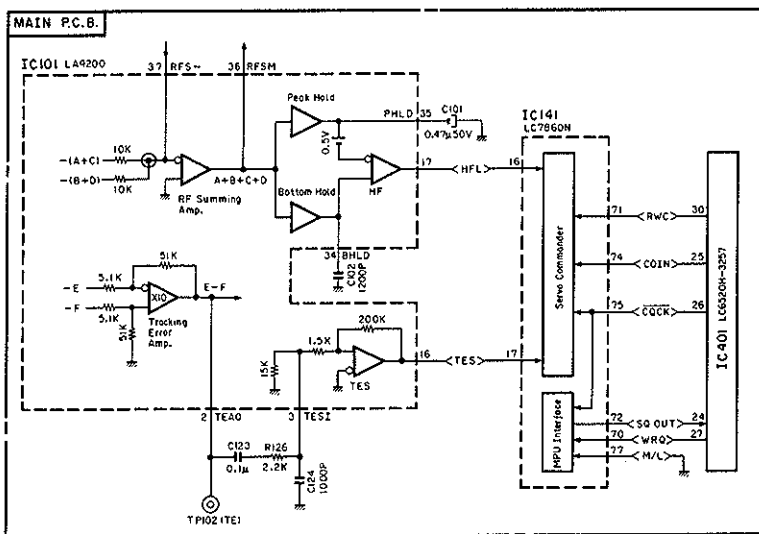 MAIN P.C.B.
IC101 LA9200
37 RFS~
36 RFSM
Peak Hold
PHLD 35
C101
0.47μ50V
0.5V
-(A+C)
10K
-(B+D)
10K
RF Summing
Amp.
A+B+C+D
Bottom Hold
HF
17
HFL
16
34 BHLD
C102
1200P
51K
-E
5.1K
-F
5.1K
51K
X10
E-F
Tracking
Error
Amp.
200K
1.5K
15K
TES
16
TES
17
2 TEAO
3 TESI
C123
0.1μ
R126
2.2K
C124
1000P
TP102(TE)
IC141
LC7860N
Servo Commander
71
RWC
30
74
COIN
25
75
CQCK
26
MPU Interface
72
SQ OUT
24
70
WRQ
27
77
M/L
IC401 LC6520H-3257